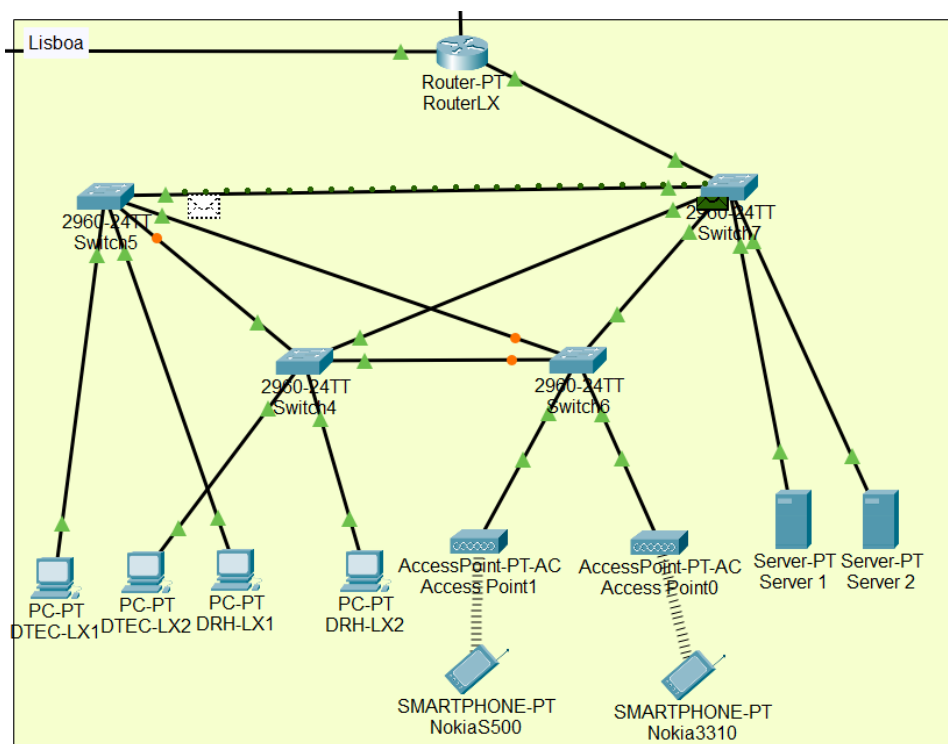 Lisboa
Router-PT
RouterLX
2960-24TT
Switch5
2960-24TT
Switch7
2960-24TT
Switch4
2960-24TT
Switch6
PC-PT
DTEC-LX1
PC-PT
DTEC-LX2
PC-PT
DRH-LX1
PC-PT
DRH-LX2
AccessPoint-PT-AC
Access Point1
AccessPoint-PT-AC
Access Point0
Server-PT
Server 1
Server-PT
Server 2
SMARTPHONE-PT
NokiaS500
SMARTPHONE-PT
Nokia3310